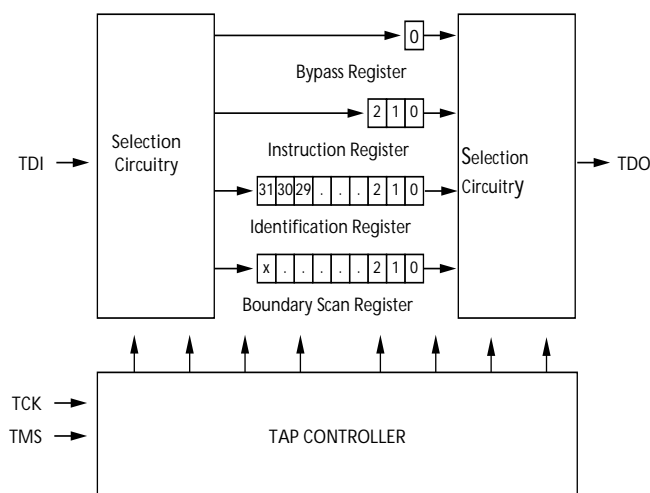 0
Bypass Register
2 1 0
Selection
Circuitry
Instruction Register
Selection
Circuitry
TDI
TDO
31 30 29 . . . 2 1 0
Identification Register
x . . . . . 2 1 0
Boundary Scan Register
TCK
TMS
TAP CONTROLLER